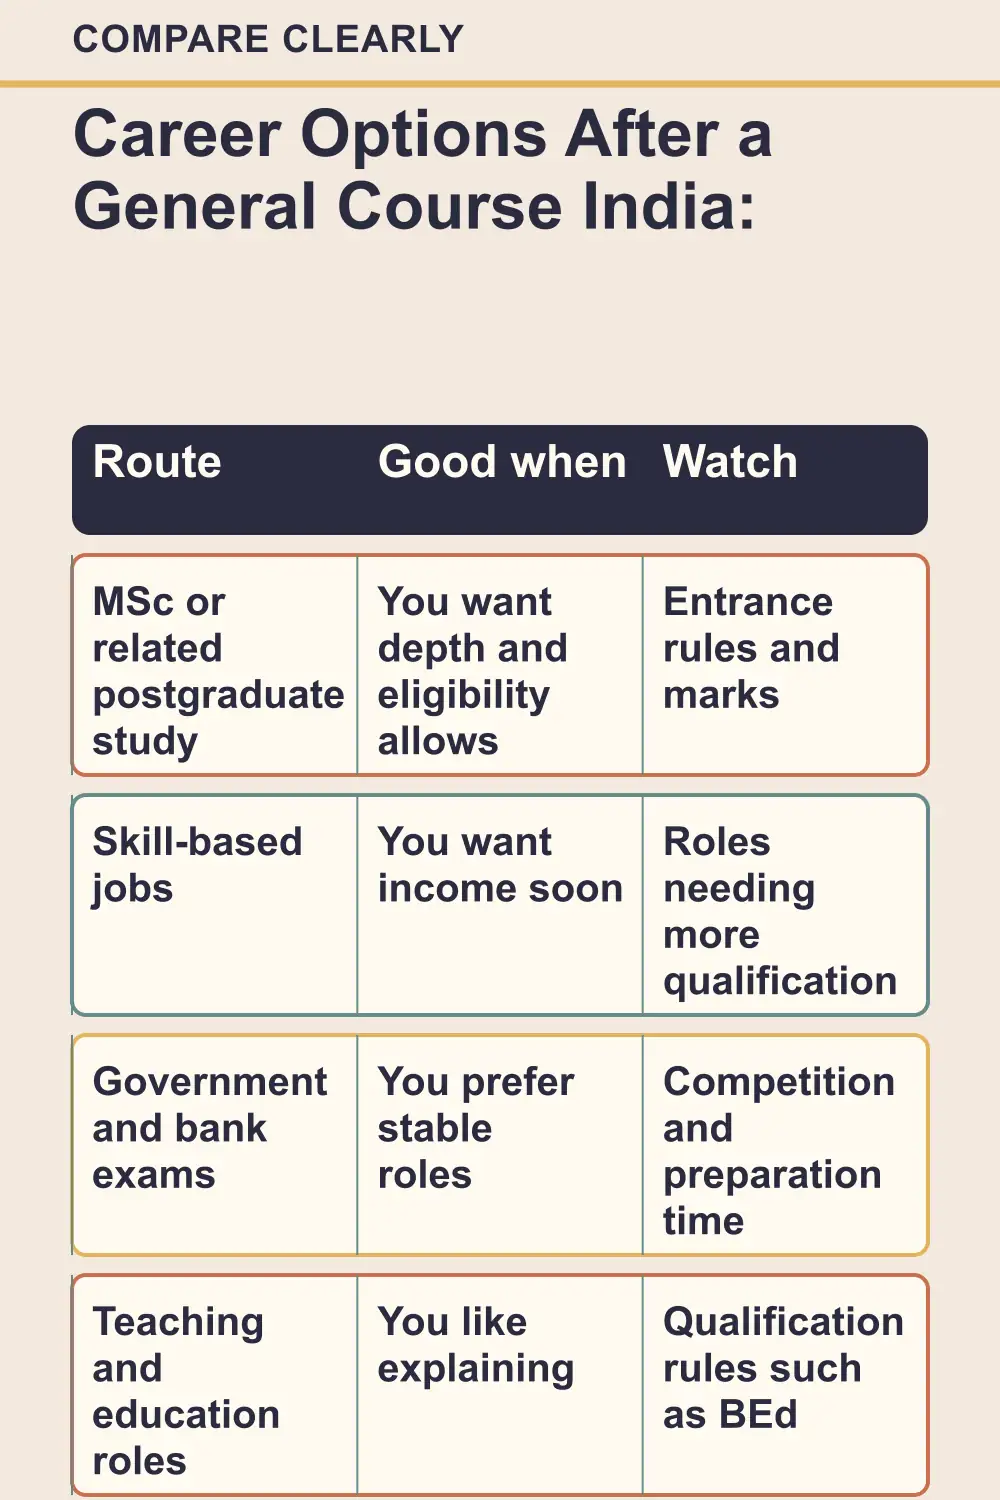 COMPARE CLEARLY
Career Options After a
General Course India:
Route
Good when
Watch
MSc or
related
postgraduate
study
You want
depth and
eligibility
allows
Entrance
rules and
marks
Skill-based
jobs
You want
income soon
Roles
needing
more
qualification
Government
and bank
exams
You prefer
stable
roles
Competition
and
preparation
time
Teaching
and
education
roles
You like
explaining
Qualification
rules such
as BEd